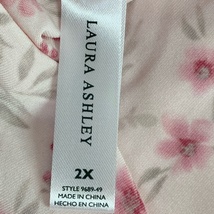 LAURA ASHLEY
2X
STYLE 9689-49
MADE IN CHINA
HECHO EN CHINA